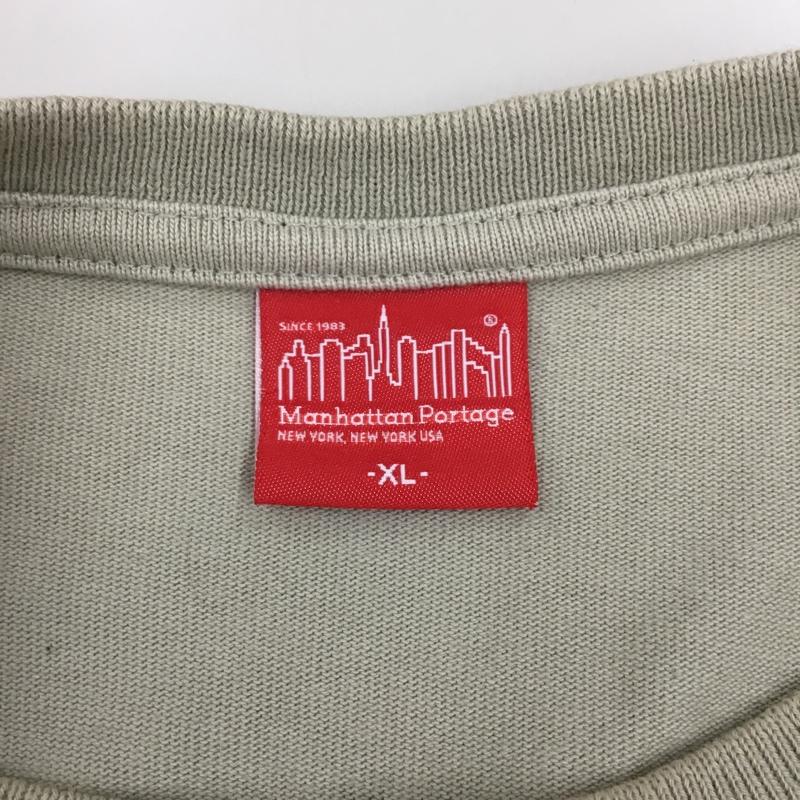 SINCE 1983 ®
Manhattan Portage
NEW YORK, NEW YORK USA
-XL-